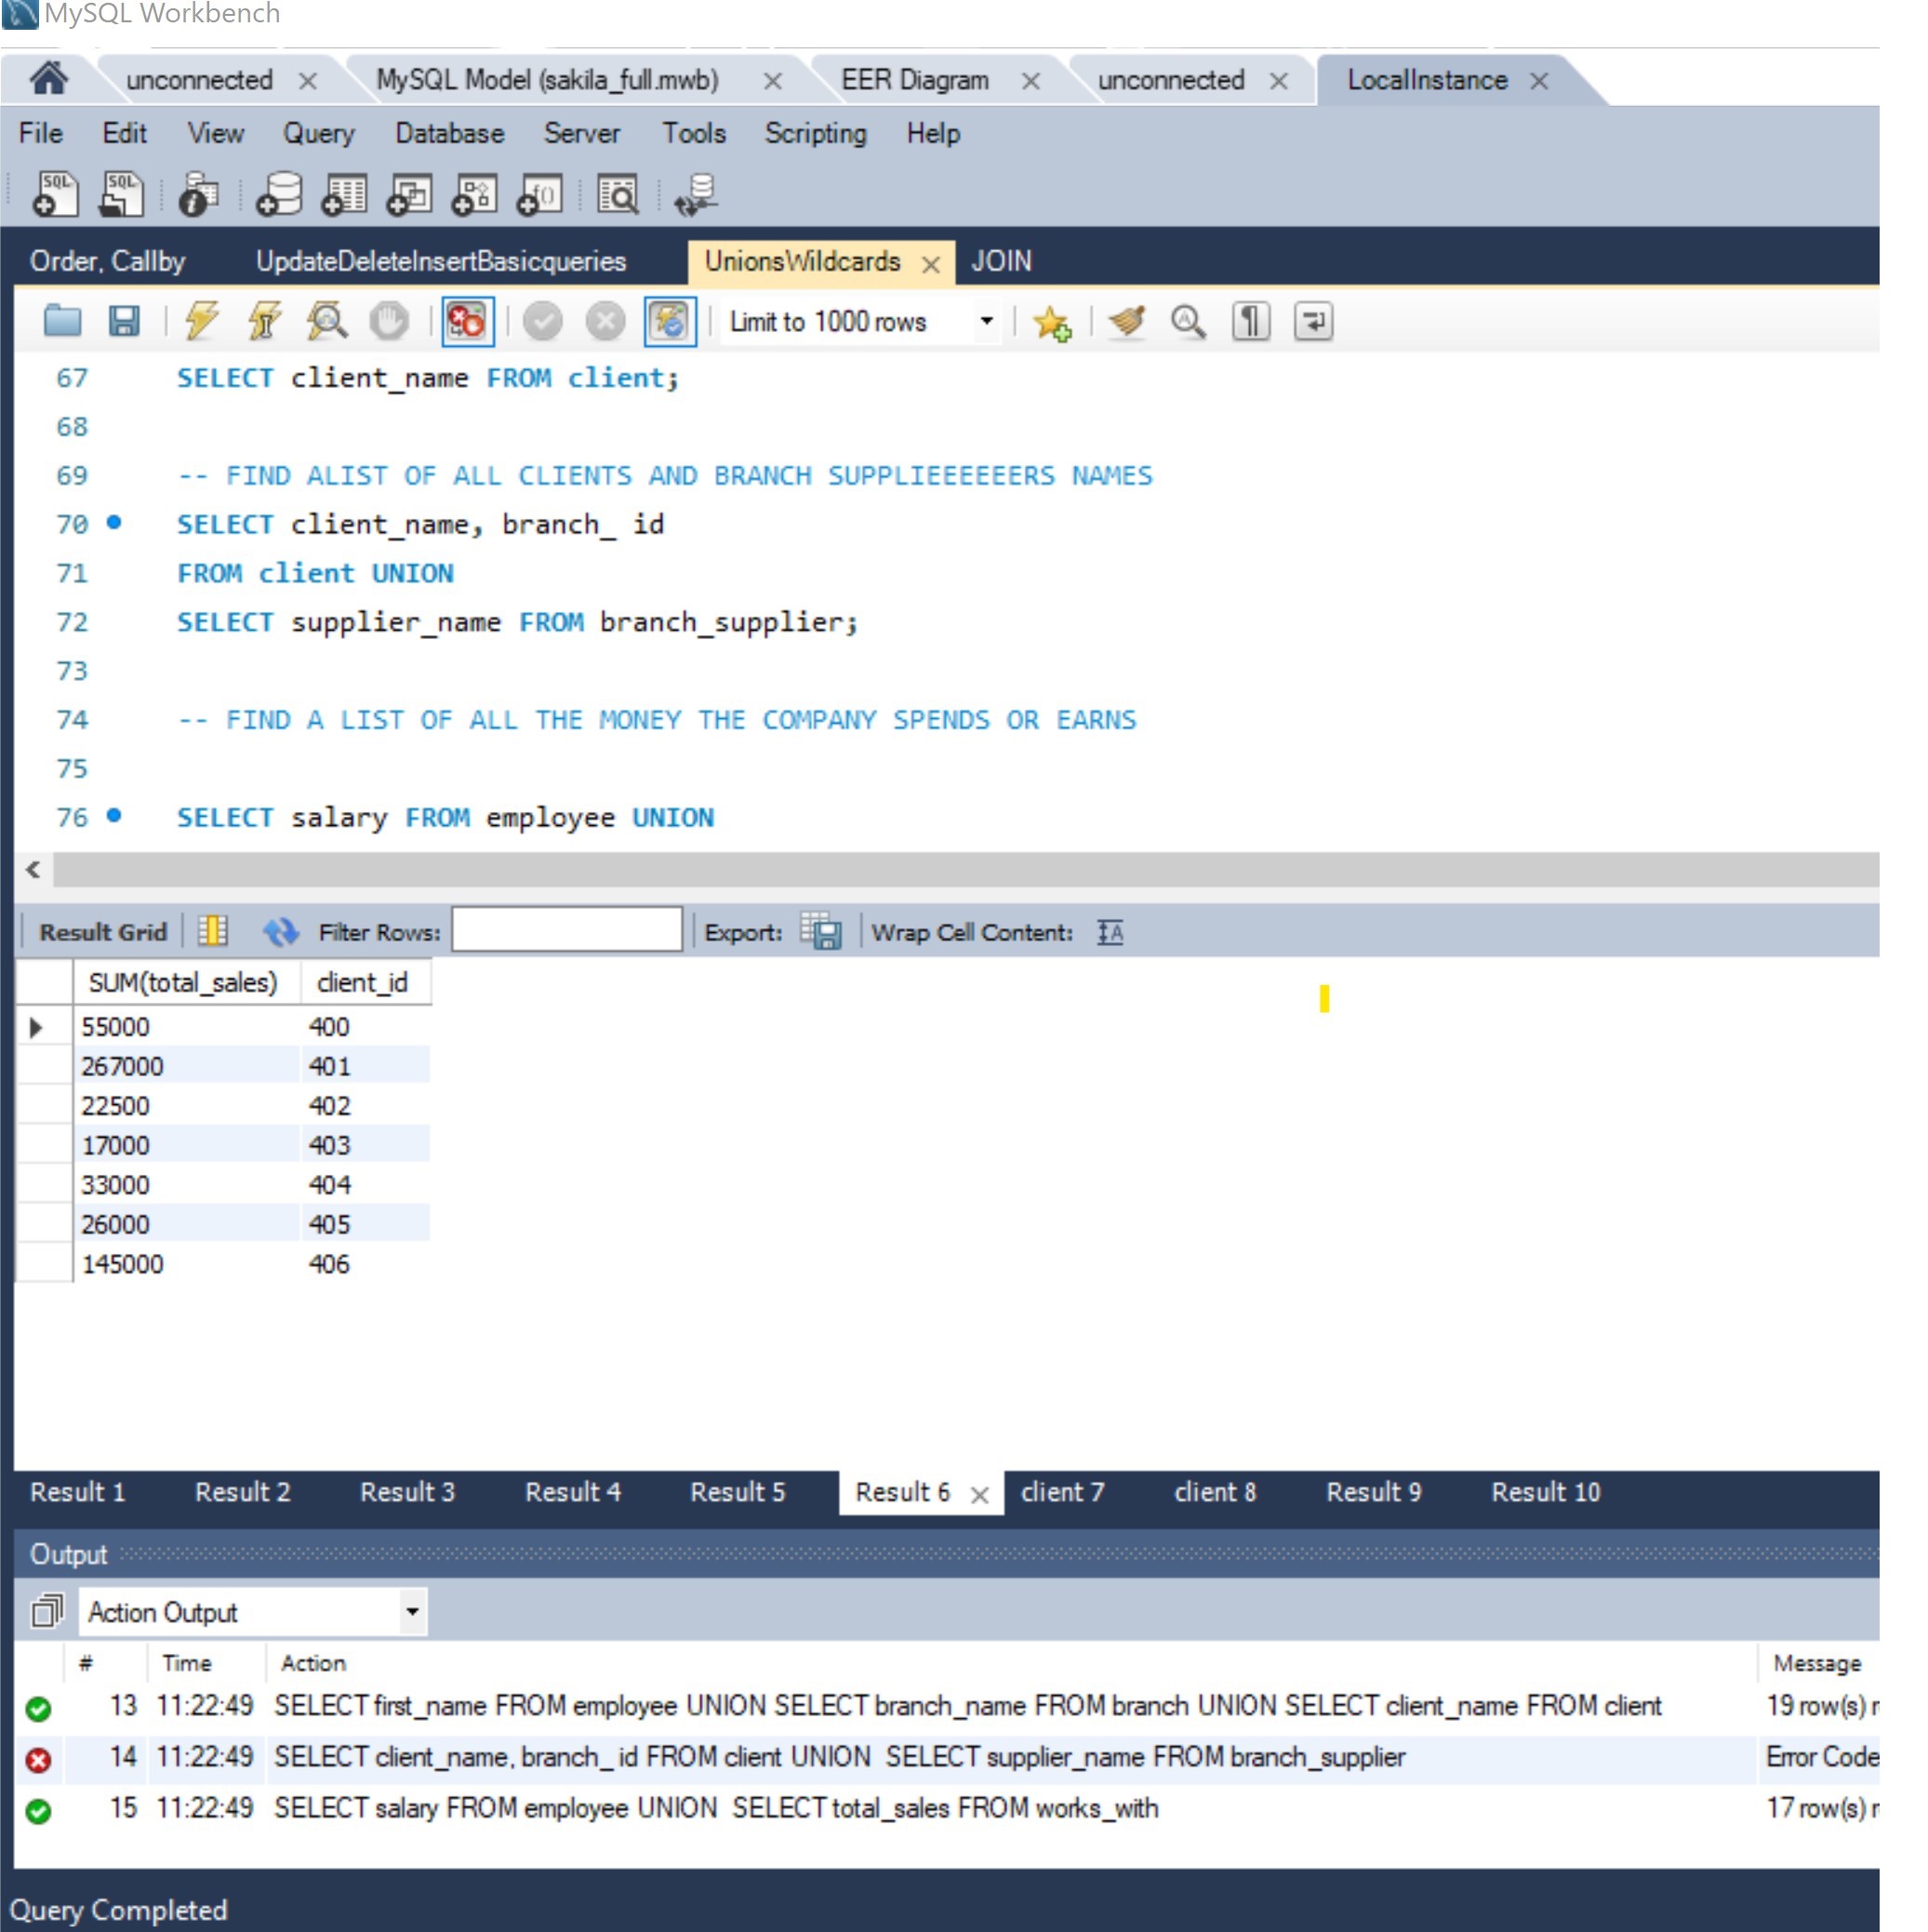 MySQL Workbench
unconnected MySQL Model (sakila_full.mwb) EER Diagram unconnected LocalInstance
File Edit View Query Database Server Tools Scripting Help
Order, Callby UpdateDeleteInsertBasicqueries UnionsWildcards JOIN
Limit to 1000 rows
67 SELECT client_name FROM client;
68
69 -- FIND ALIST OF ALL CLIENTS AND BRANCH SUPPLIEEEEEERS NAMES
70 SELECT client_name, branch_ id
71 FROM client UNION
72 SELECT supplier_name FROM branch_supplier;
73
74 -- FIND A LIST OF ALL THE MONEY THE COMPANY SPENDS OR EARNS
75
76 SELECT salary FROM employee UNION
Result Grid Filter Rows: Export: Wrap Cell Content:
SUM(total_sales) client_id
55000 400
267000 401
22500 402
17000 403
33000 404
26000 405
145000 406
Result 1 Result 2 Result 3 Result 4 Result 5 Result 6 client 7 client 8 Result 9 Result 10
Output
Action Output
# Time Action Message
13 11:22:49 SELECT first_name FROM employee UNION SELECT branch_name FROM branch UNION SELECT client_name FROM client 19 row(s)
14 11:22:49 SELECT client_name, branch_ id FROM client UNION SELECT supplier_name FROM branch_supplier Error Code
15 11:22:49 SELECT salary FROM employee UNION SELECT total_sales FROM works_with 17 row(s)
Query Completed